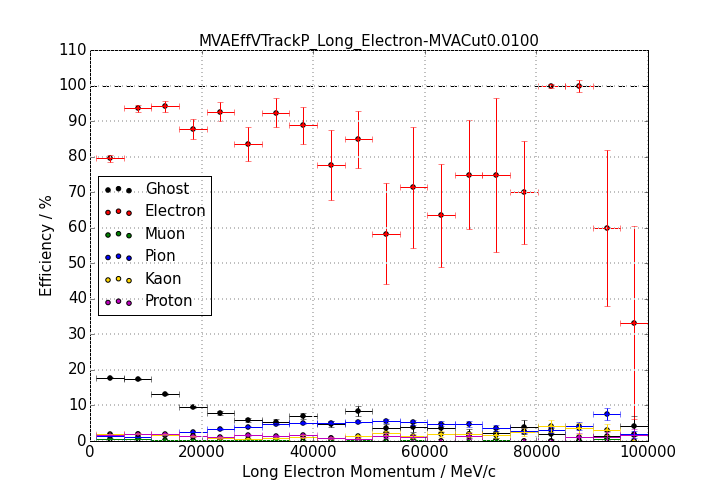 MVAEffVTrackP_Long_Electron-MVACut0.0100
110
100
90
80
70
60
50
40
30
20
10
0
Efficiency / %
Ghost
Electron
Muon
Pion
Kaon
Proton
0 20000 40000 60000 80000 100000
Long Electron Momentum / MeV/c